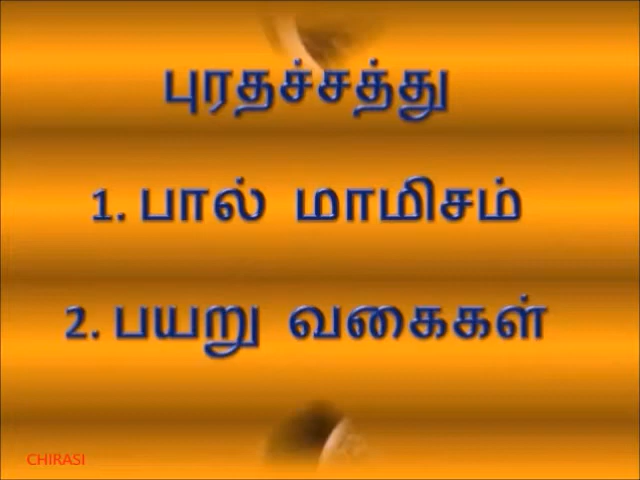 புரதச்சத்து
1. பால் மாமிசம்
2. பயறு வகைகள்
CHIRASI